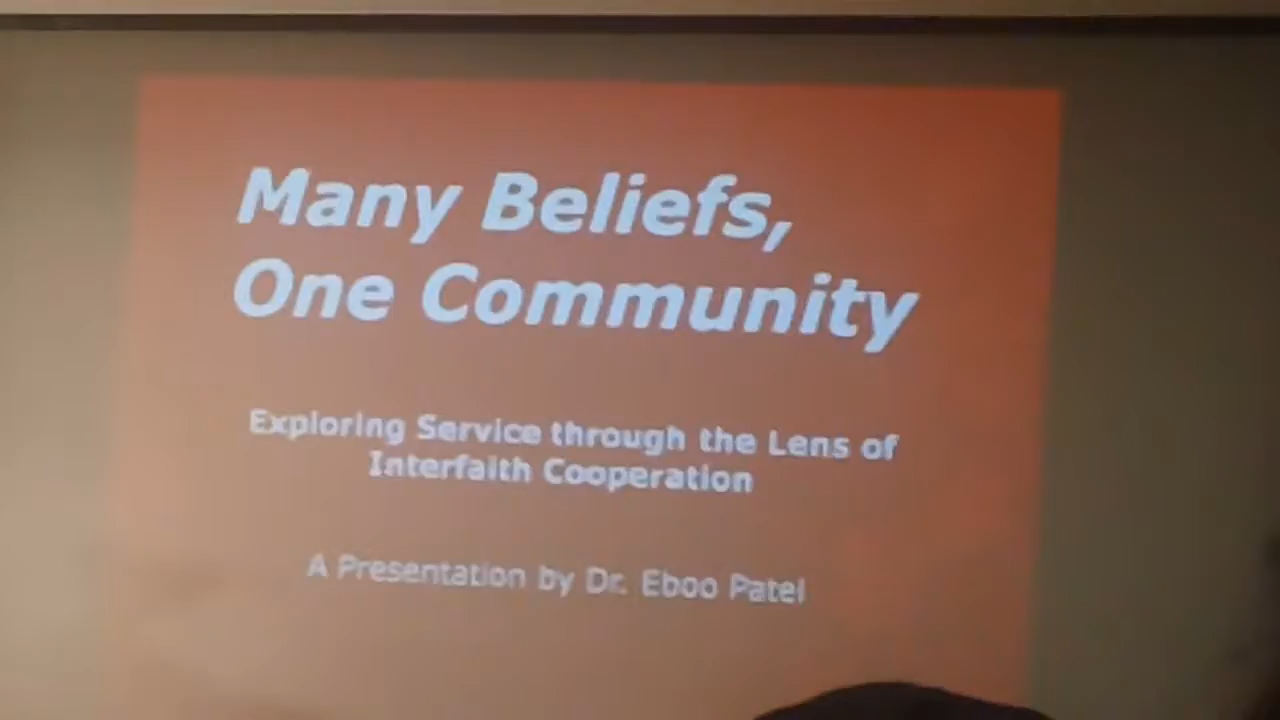 Many Beliefs,
One Community
Exploring Service through the Lens of
Interfaith Cooperation
A Presentation by Dr. Eboo Patel